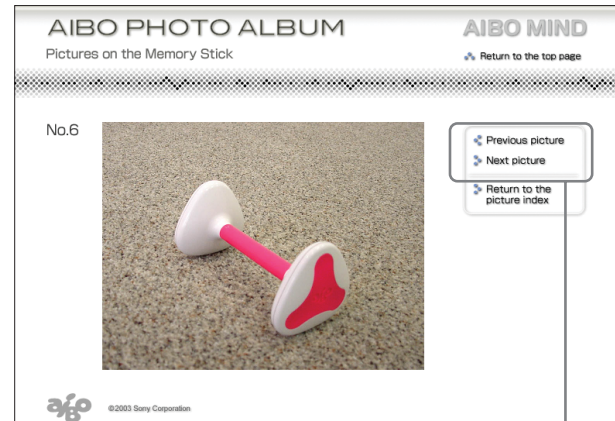 AIBO PHOTO ALBUM
AIBO MIND
Pictures on the Memory Stick
Return to the top page
No.6
Previous picture
Next picture
Return to the
picture index
aibo
©2003 Sony Corporation